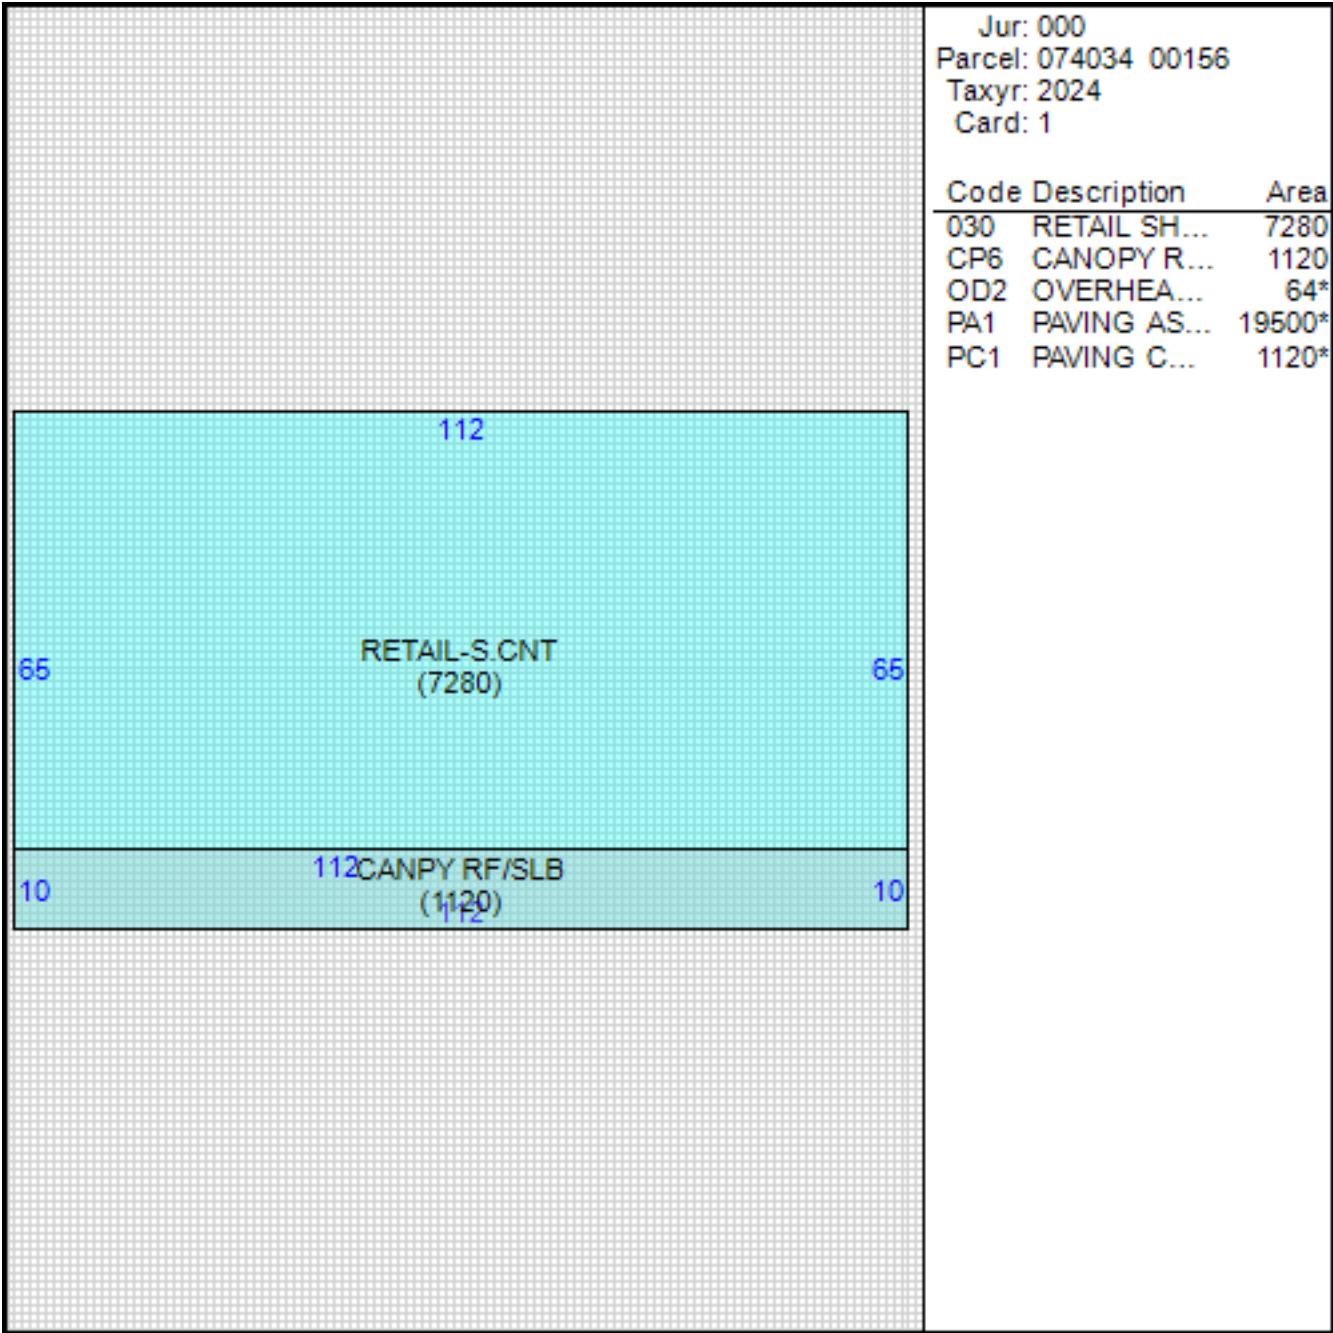 Jur: 000
Parcel: 074034 00156
Taxyr: 2024
Card: 1
Code Description Area
030 RETAIL SH... 7280
CP6 CANOPY R... 1120
OD2 OVERHEA... 64*
PA1 PAVING AS... 19500*
PC1 PAVING C... 1120*
112
RETAIL-S.CNT
65 65
(7280)
112 CANPY RF/SLB
10 10
(1120)
112